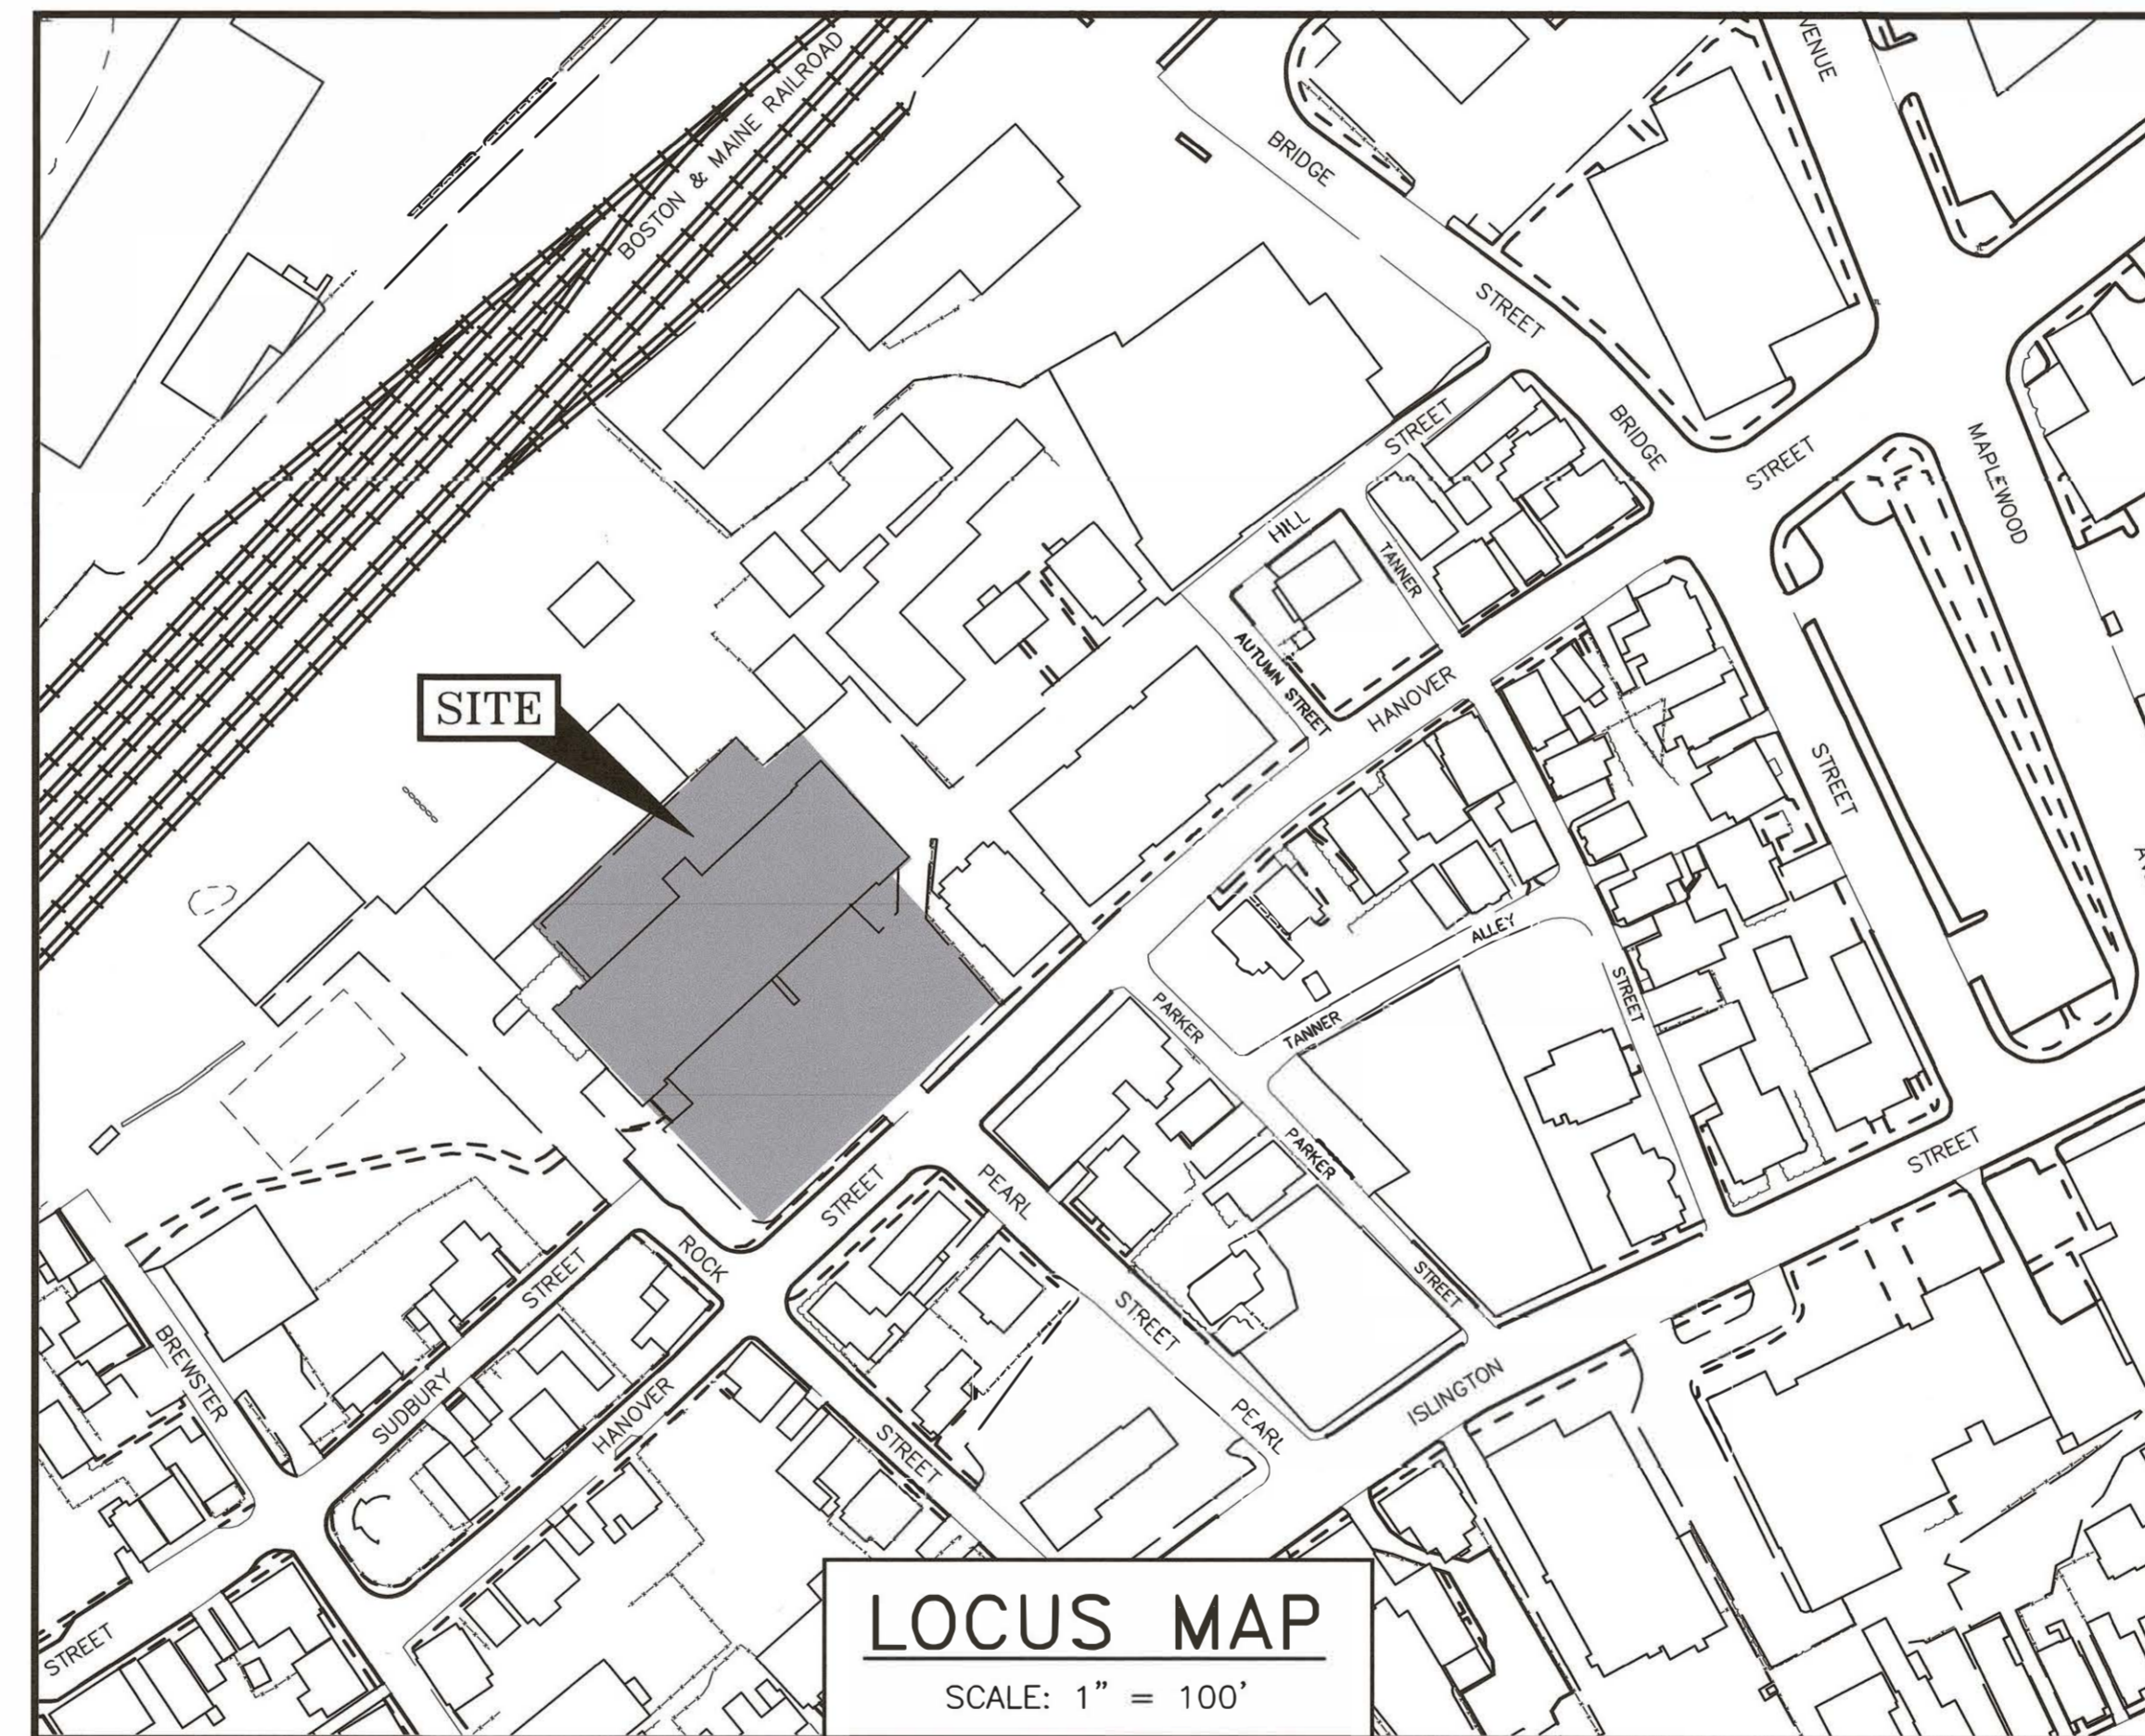 BOSTON & MAINE RAILROAD
BRIDGE
STREET
STREET
BRIDGE
STREET
MAPLEWOOD
HILL
TANNER
AUTUMN STREET
HANOVER
SITE
STREET
ALLEY
STREET
PARKER
TANNER
PARKER
STREET
STREET
PEARL
STREET
ROCK
STREET
STREET
STREET
BREWSTER
SUDBURY
HANOVER
STREET
PEARL
ISLINGTON
STREET
LOCUS MAP
SCALE: 1" = 100'